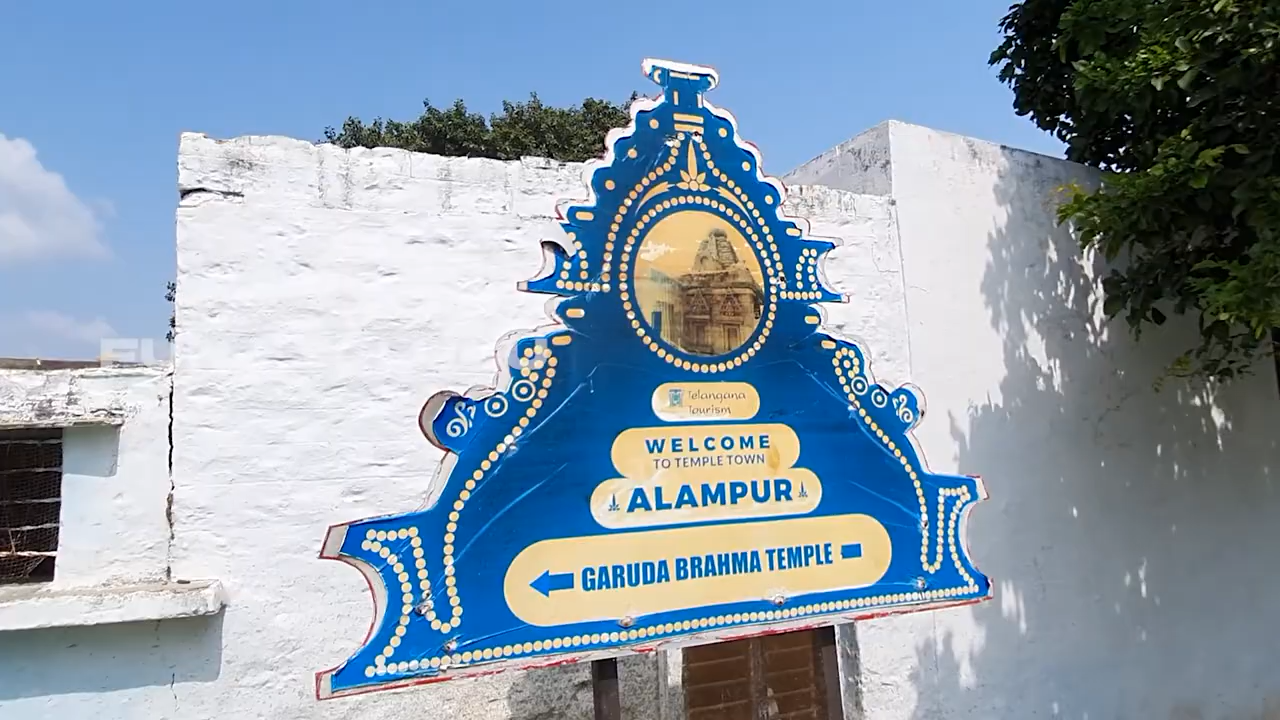 Telangana
Tourism
WELCOME
TO TEMPLE TOWN
ALAMPUR
GARUDA BRAHMA TEMPLE